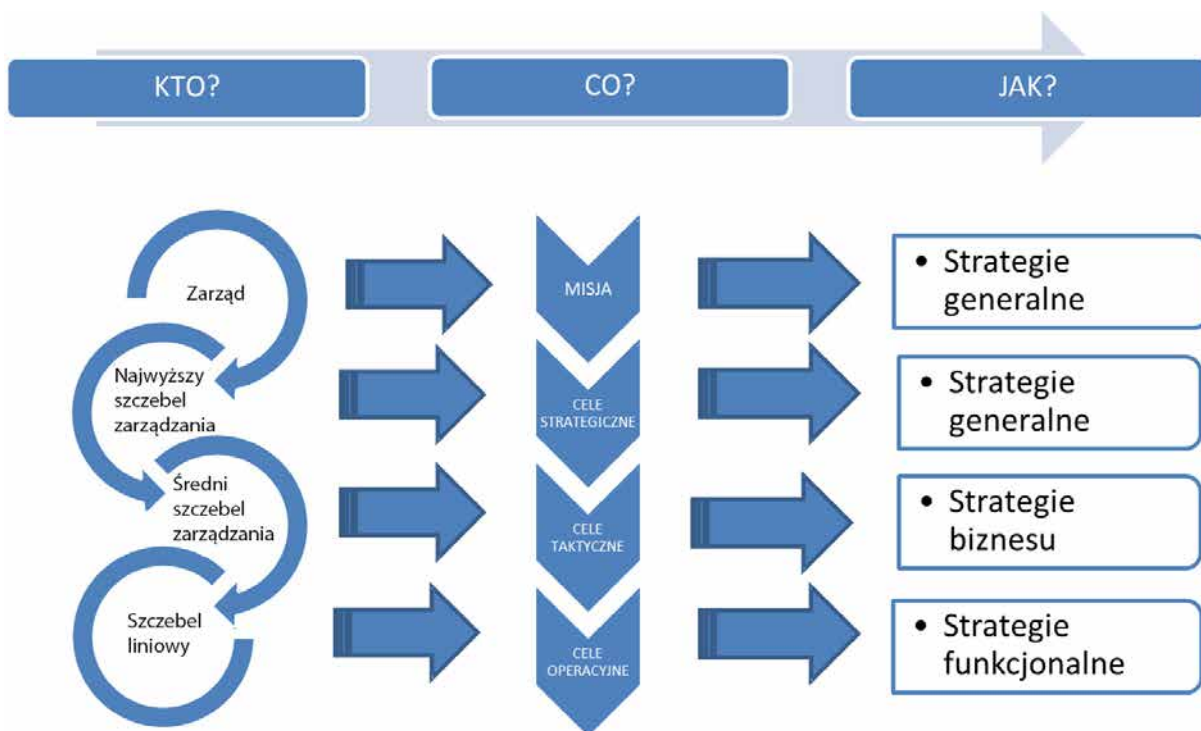 KTO?
CO?
JAK?
Zarząd
MISJA
• Strategie
generalne
Najwyższy
szczebel
zarządzania
CELE
STRATEGICZNE
• Strategie
generalne
Średni
szczebel
zarządzania
CELE
TAKTYCZNE
• Strategie
biznesu
Szczebel
liniowy
CELE
OPERACYJNE
• Strategie
funkcjonalne